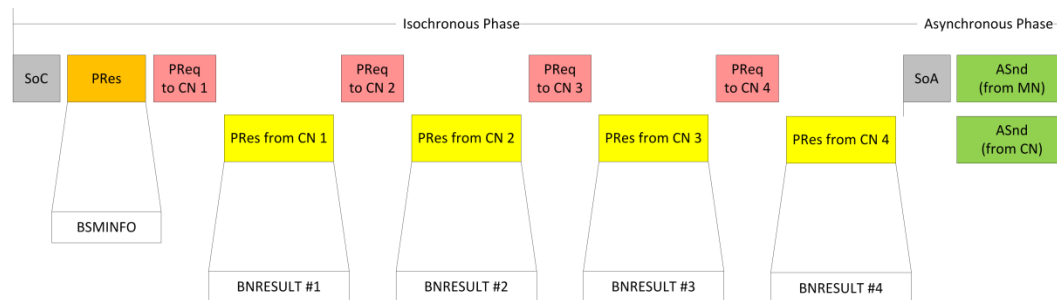 Isochronous Phase
Asynchronous Phase
SoC
PRes
PReq
to CN 1
PReq
to CN 2
PReq
to CN 3
PReq
to CN 4
SoA
ASnd
(from MN)
PRes from CN 1
PRes from CN 2
PRes from CN 3
PRes from CN 4
ASnd
(from CN)
BSMINFO
BNRESULT #1
BNRESULT #2
BNRESULT #3
BNRESULT #4